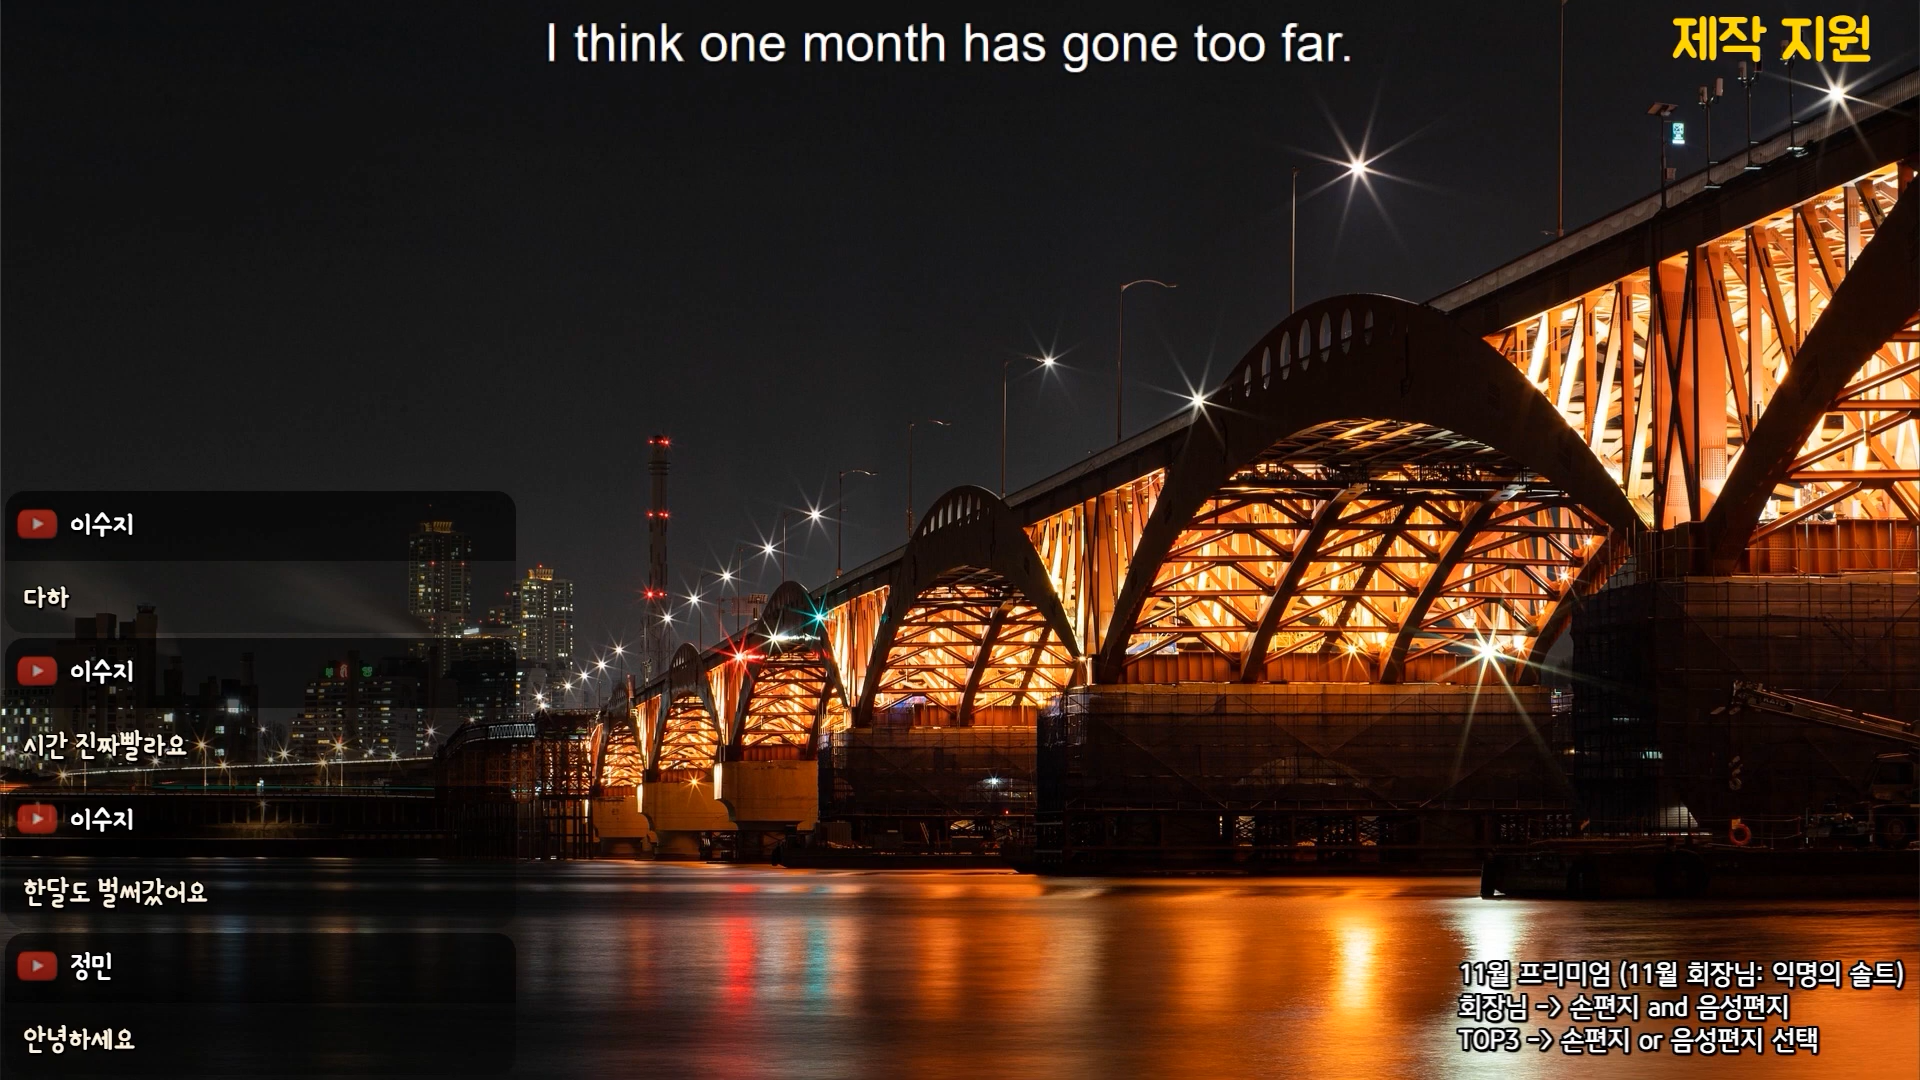 I think one month has gone too far.
제작 지원
이수지
다하
이수지
시간 진짜빨라요
이수지
한달도 벌써갔어요
정민
안녕하세요
11월 프리미엄 (11월 회장님: 익명의 솔트)
회장님 -> 손편지 and 음성편지
TOP3 -> 손편지 or 음성편지 선택